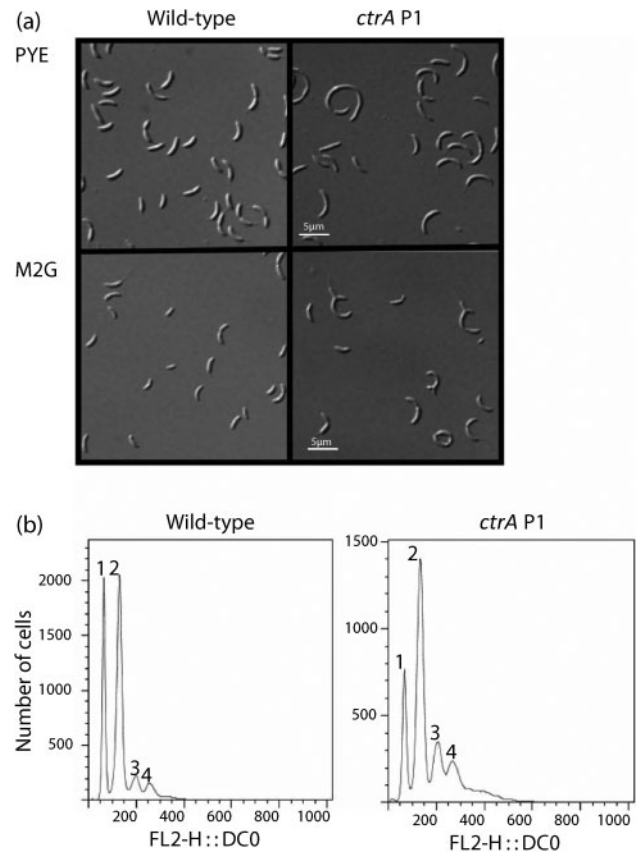 (a)
Wild-type
ctrA P1
PYE
5µm
M2G
5µm
(b)
Wild-type
ctrA P1
Number of cells
2000
1500
1000
500
1 2
3
4
200 400 600 800 1000
FL2-H::DC0
1500
1000
500
1
2
3
4
0 200 400 600 800 1000
FL2-H::DC0